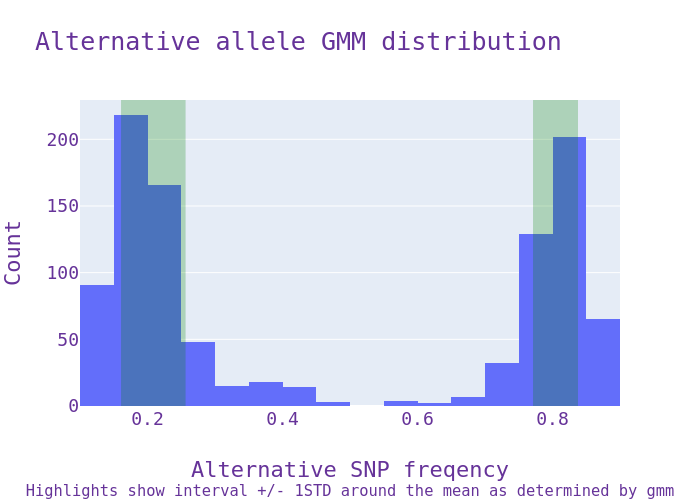 Alternative allele GMM distribution
200
150
100
50
0
Count
0.2 0.4 0.6 0.8
Alternative SNP freqency
Highlights show interval +/- 1STD around the mean as determined by gmm